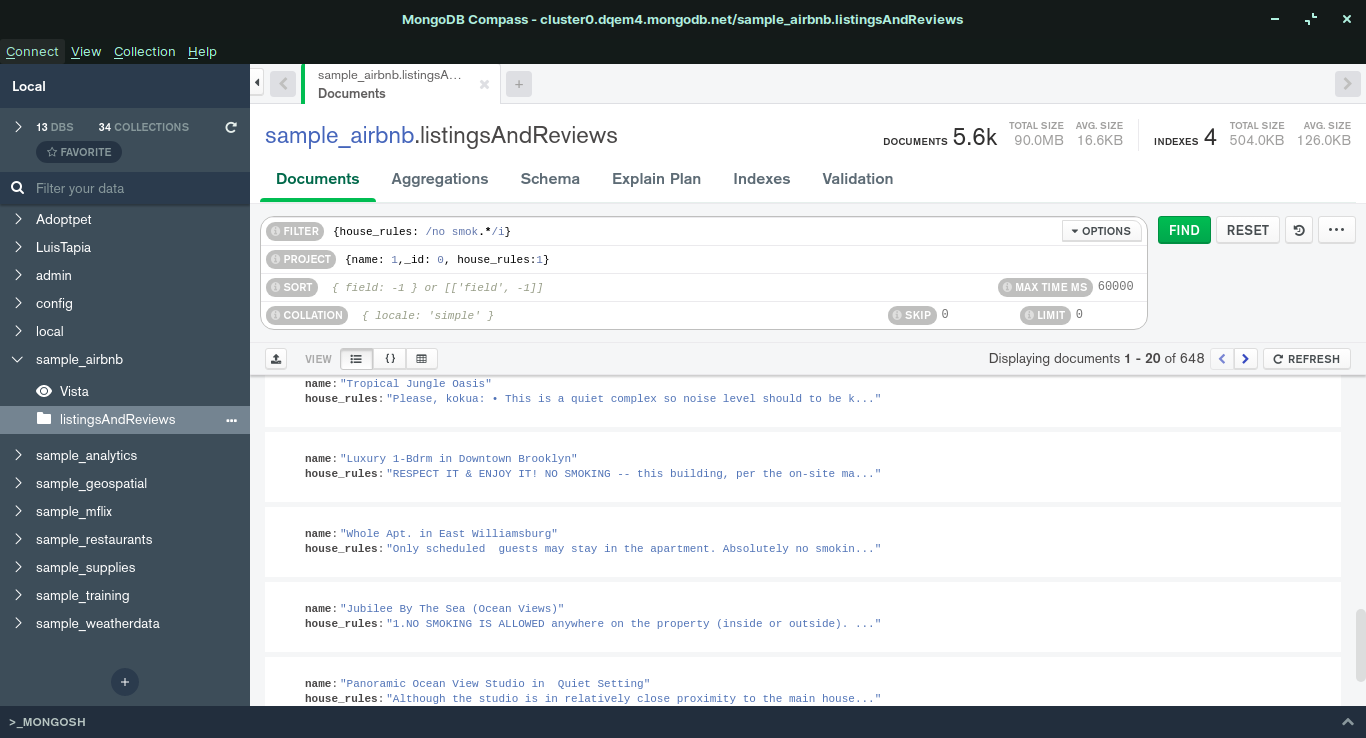 MongoDB Compass - cluster0.dqem4.mongodb.net/sample_airbnb.listingsAndReviews
Connect View Collection Help
Local
13 DBS 34 COLLECTIONS
FAVORITE
Filter your data
Adoptpet
LuisTapia
admin
config
local
sample_airbnb
Vista
listingsAndReviews
sample_analytics
sample_geospatial
sample_mflix
sample_restaurants
sample_supplies
sample_training
sample_weatherdata
sample_airbnb.listingsA...
Documents
sample_airbnb.listingsAndReviews
DOCUMENTS 5.6k TOTAL SIZE 90.0MB AVG. SIZE 16.6KB INDEXES 4 TOTAL SIZE 504.0KB AVG. SIZE 126.0KB
Documents Aggregations Schema Explain Plan Indexes Validation
FILTER {house_rules: /no smok.*/i} OPTIONS FIND RESET
PROJECT {name: 1,_id: 0, house_rules:1}
SORT { field: -1 } or [['field', -1]] MAX TIME MS 60000
COLLATION { locale: 'simple' } SKIP 0 LIMIT 0
VIEW {} Displaying documents 1 - 20 of 648 REFRESH
name: "Tropical Jungle Oasis"
house_rules: "Please, kokua: • This is a quiet complex so noise level should to be k..."
name: "Luxury 1-Bdrm in Downtown Brooklyn"
house_rules: "RESPECT IT & ENJOY IT! NO SMOKING -- this building, per the on-site ma..."
name: "Whole Apt. in East Williamsburg"
house_rules: "Only scheduled  guests may stay in the apartment. Absolutely no smokin..."
name: "Jubilee By The Sea (Ocean Views)"
house_rules: "1.NO SMOKING IS ALLOWED anywhere on the property (inside or outside). ..."
name: "Panoramic Ocean View Studio in  Quiet Setting"
house_rules: "Although the studio is in relatively close proximity to the main house..."
>_MONGOSH